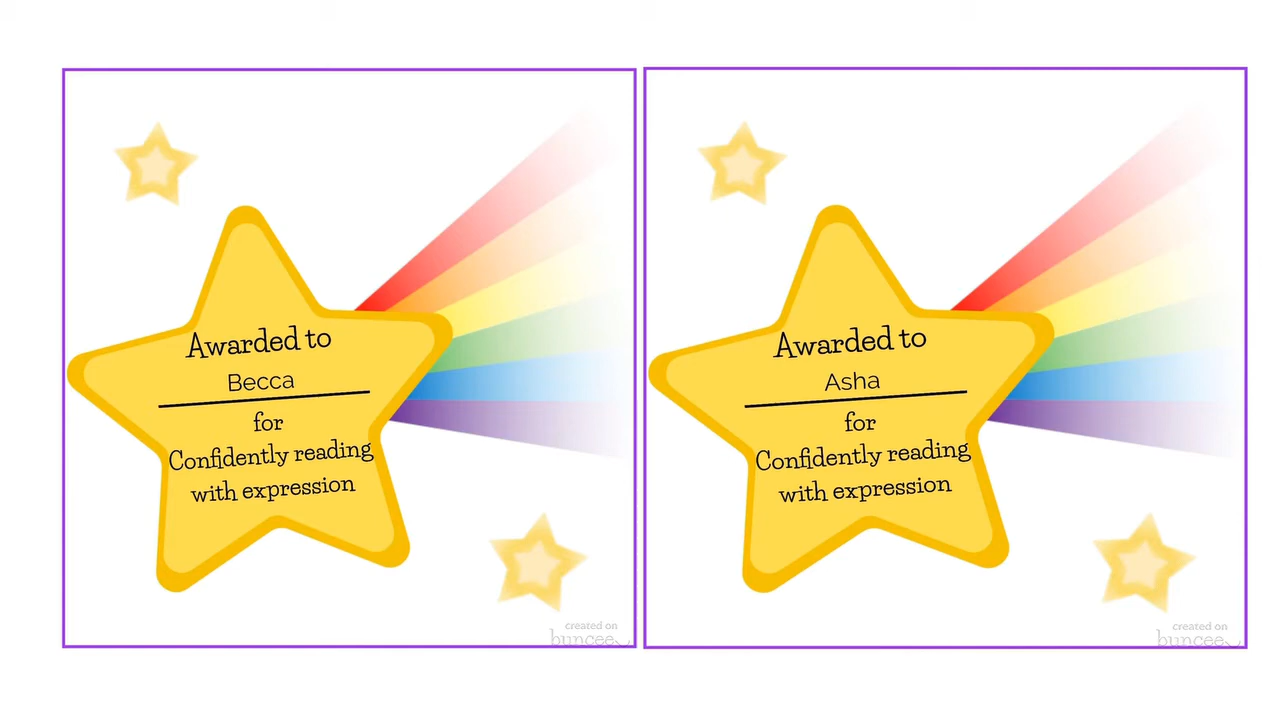 Awarded to
Becca
for
Confidently reading
with expression
created on
buncee
Awarded to
Asha
for
Confidently reading
with expression
created on
buncee